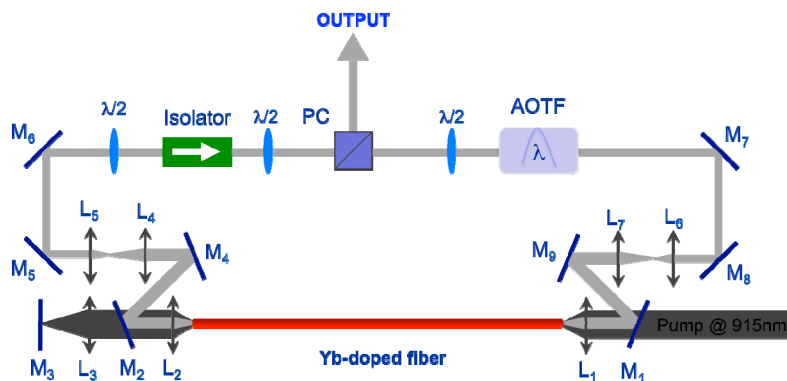 OUTPUT
λ/2
Isolator
λ/2
PC
λ/2
AOTF
λ
M6
M7
L5
L4
L7
L6
M5
M4
M9
M8
Pump @ 915nm
M3
L3
M2
L2
Yb-doped fiber
L1
M1